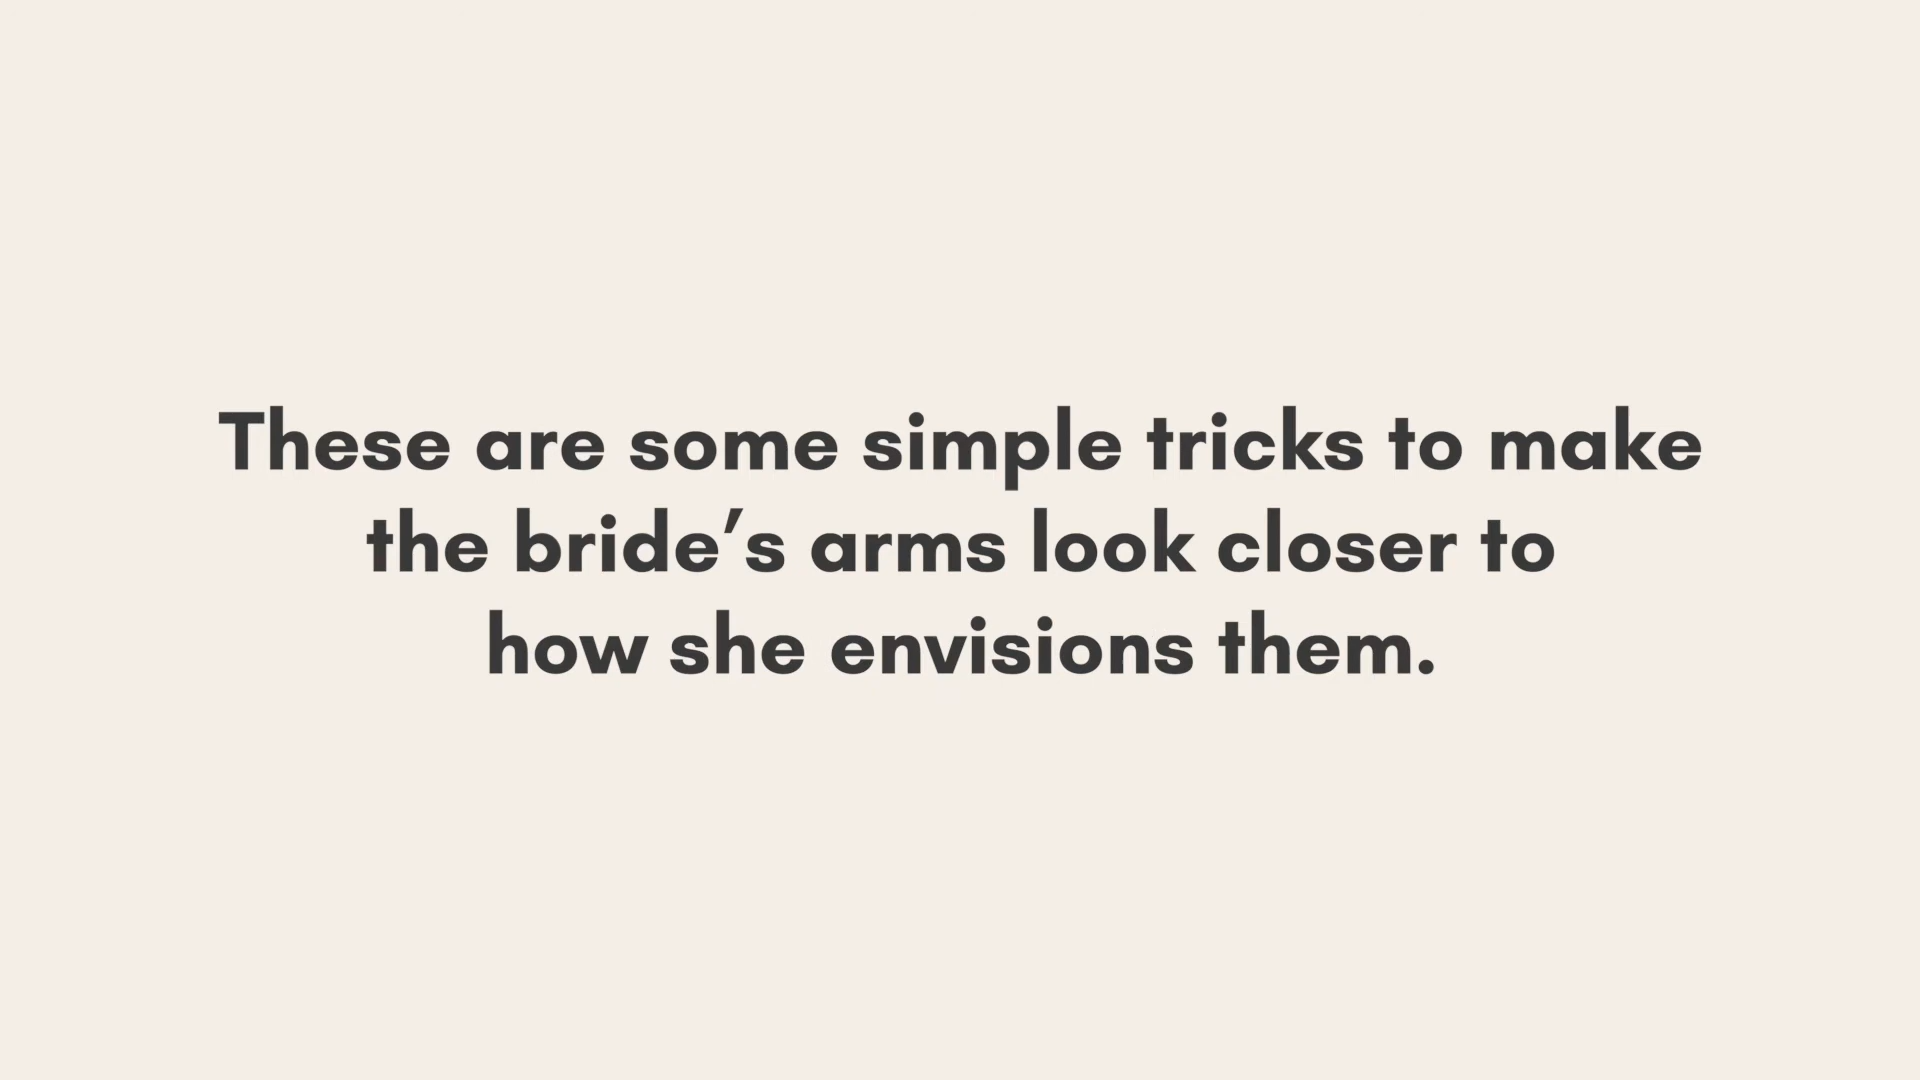 These are some simple tricks to make
the bride’s arms look closer to
how she envisions them.